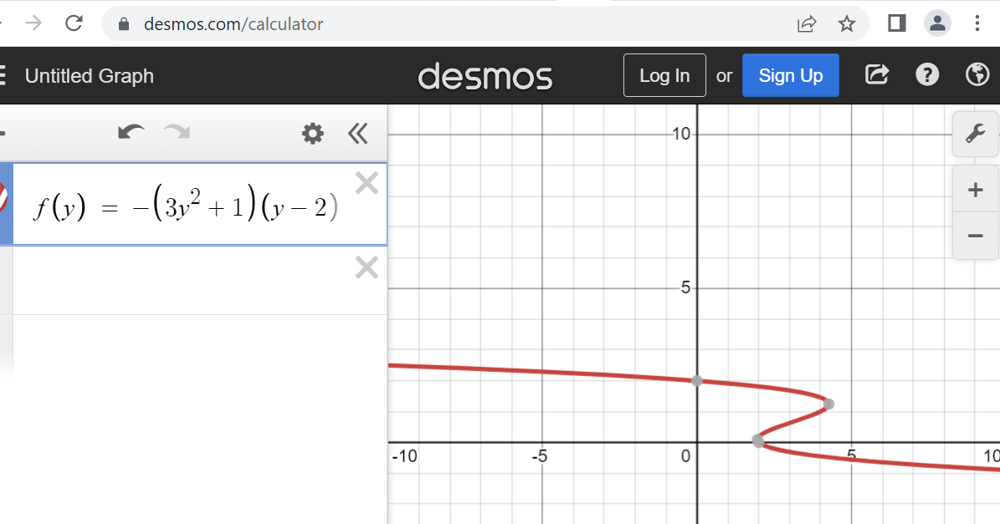 desmos.com/calculator
Untitled Graph
desmos
Log In or Sign Up
f(y) = −(3y² + 1)(y − 2)
10
5
-10 -5 0 5 10